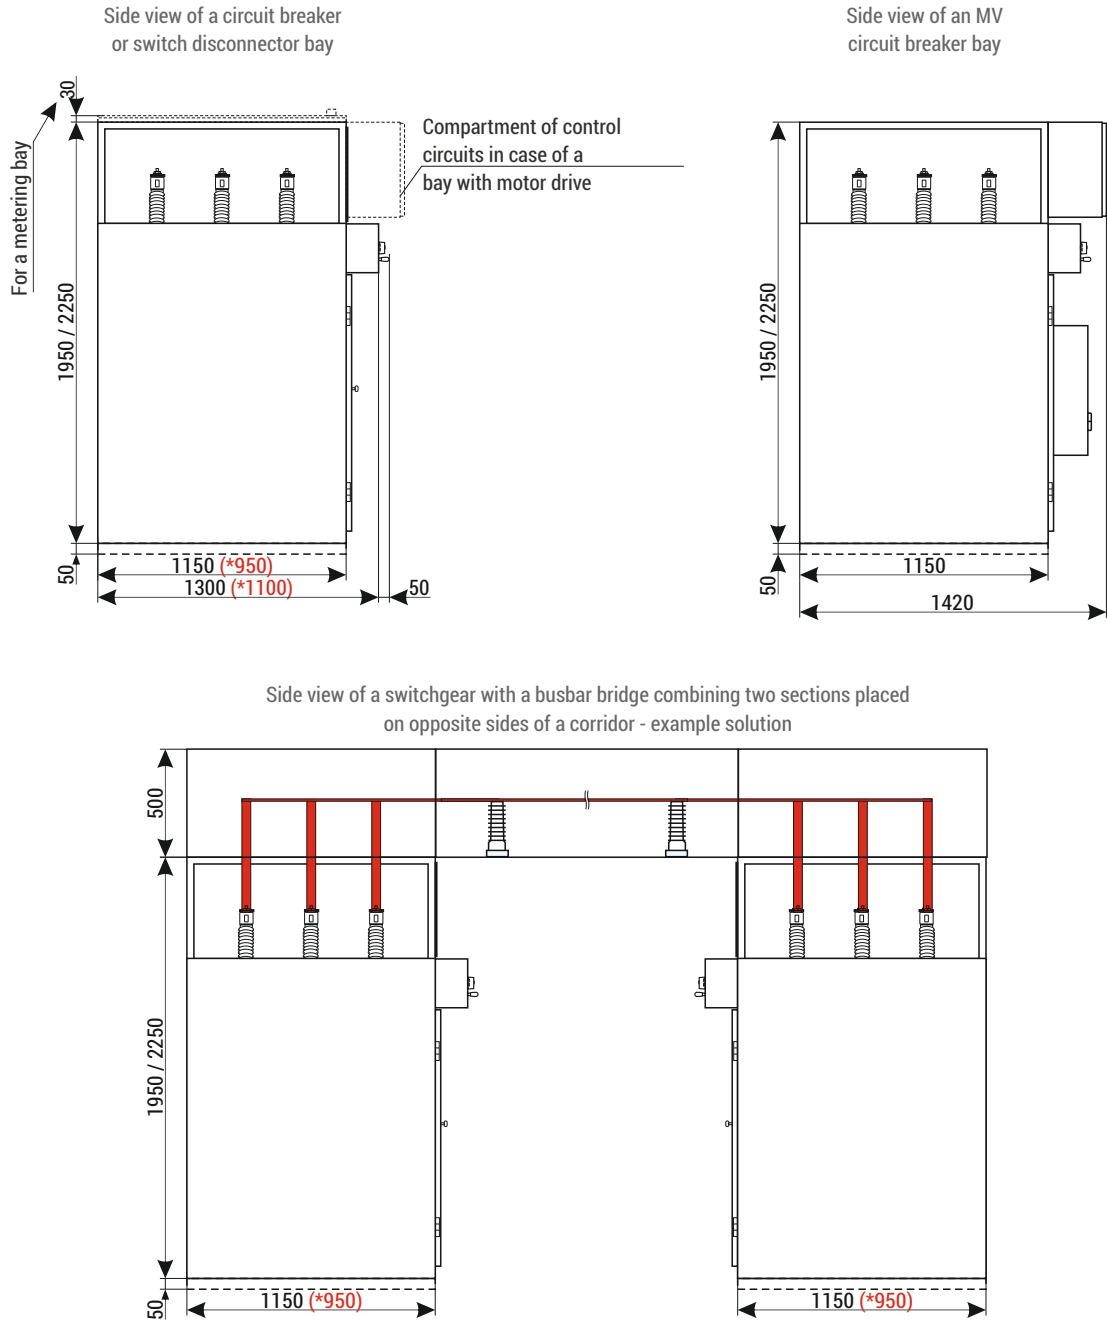 Side view of a circuit breaker
or switch disconnector bay
Side view of an MV
circuit breaker bay
30
For a metering bay
Compartment of control
circuits in case of a
bay with motor drive
1950 / 2250
50
1150 (*950)
1300 (*1100)
50
1950 / 2250
50
1150
1420
Side view of a switchgear with a busbar bridge combining two sections placed
on opposite sides of a corridor - example solution
500
1950 / 2250
50
1150 (*950)
1150 (*950)